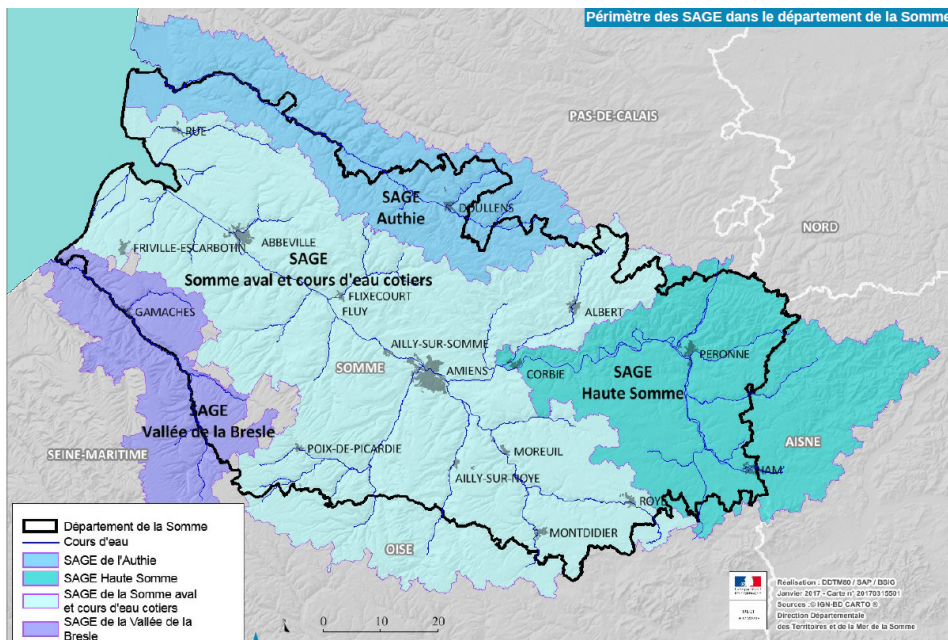 Périmètre des SAGE dans le département de la Somme
PAS-DE-CALAIS
RUE
SAGE
Authie
DOULLENS
NORD
FRIVILLE-ESCARBOTIN
ABBEVILLE
SAGE
Somme aval et cours d'eau cotiers
FLIXECOURT
FLUY
GAMACHES
ALBERT
AILLY-SUR-SOMME
PERONNE
SOMME
AMIENS
CORBIE
SAGE
Haute Somme
SAGE
Vallée de la Bresle
AISNE
SEINE-MARITIME
POIX-DE-PICARDIE
MOREUIL
AILLY-SUR-NOYE
HAM
ROYE
MONTDIDIER
OISE
Département de la Somme
Cours d'eau
SAGE de l'Authie
SAGE Haute Somme
SAGE de la Somme aval
et cours d'eau cotiers
SAGE de la Vallée de la
Bresle
0 10 20
Réalisation : DDTM80 / SAP / BSIG
Janvier 2017 - Carte n° 20170315501
Sources : © IGN-BD CARTO ®
Direction Départementale
des Territoires et de la Mer de la Somme